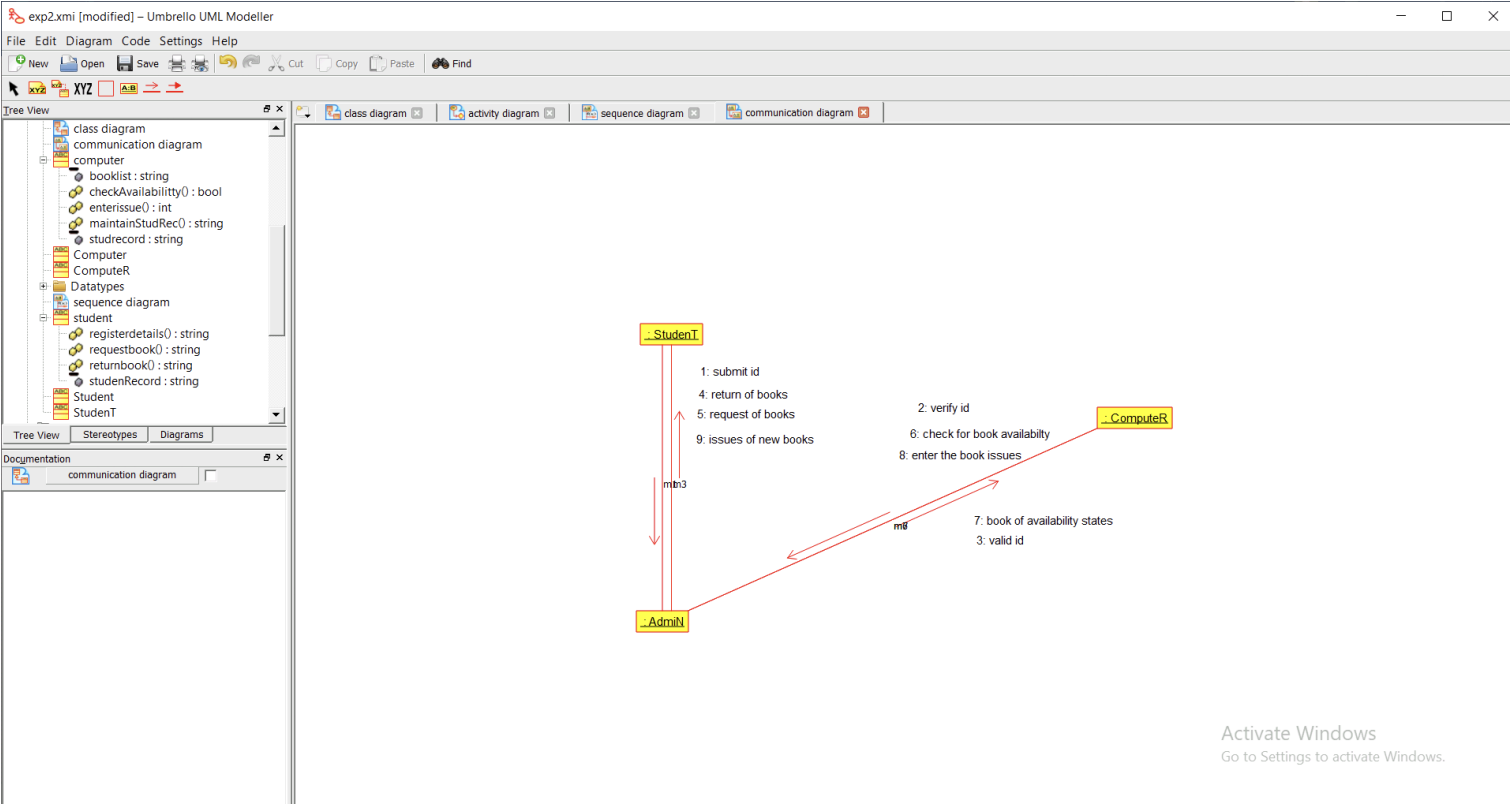 exp2.xmi [modified] – Umbrello UML Modeller
File Edit Diagram Code Settings Help
New Open Save Cut Copy Paste Find
XYZ XYZ A:B
Tree View
class diagram
communication diagram
computer
booklist : string
checkAvailabilitty() : bool
enterissue() : int
maintainStudRec() : string
studrecord : string
Computer
ComputeR
Datatypes
sequence diagram
student
registerdetails() : string
requestbook() : string
returnbook() : string
studenRecord : string
Student
StudenT
Tree View Stereotypes Diagrams
Documentation
communication diagram
class diagram activity diagram sequence diagram communication diagram
: StudenT
1: submit id
4: return of books
5: request of books
9: issues of new books
2: verify id
6: check for book availabilty
8: enter the book issues
: ComputeR
7: book of availability states
3: valid id
: AdmiN
Activate Windows
Go to Settings to activate Windows.